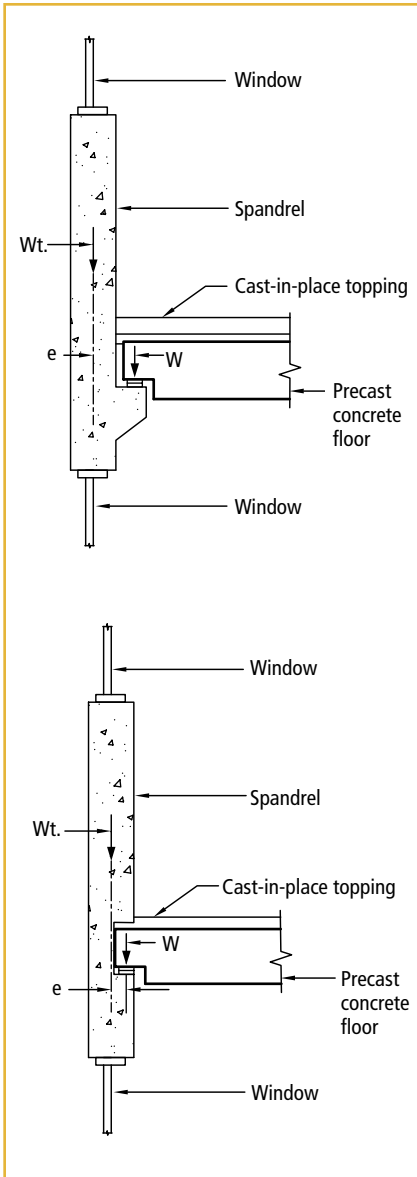 Window
Spandrel
Wt.
Cast-in-place topping
e
W
Precast
concrete
floor
Window
Window
Spandrel
Wt.
Cast-in-place topping
W
Precast
concrete
floor
e
Window